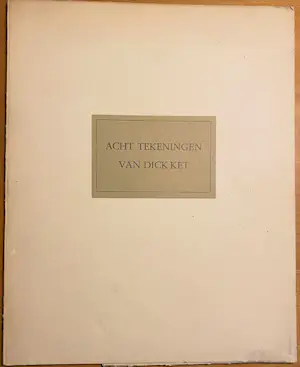 ACHT TEKENINGEN
VAN DICK KET